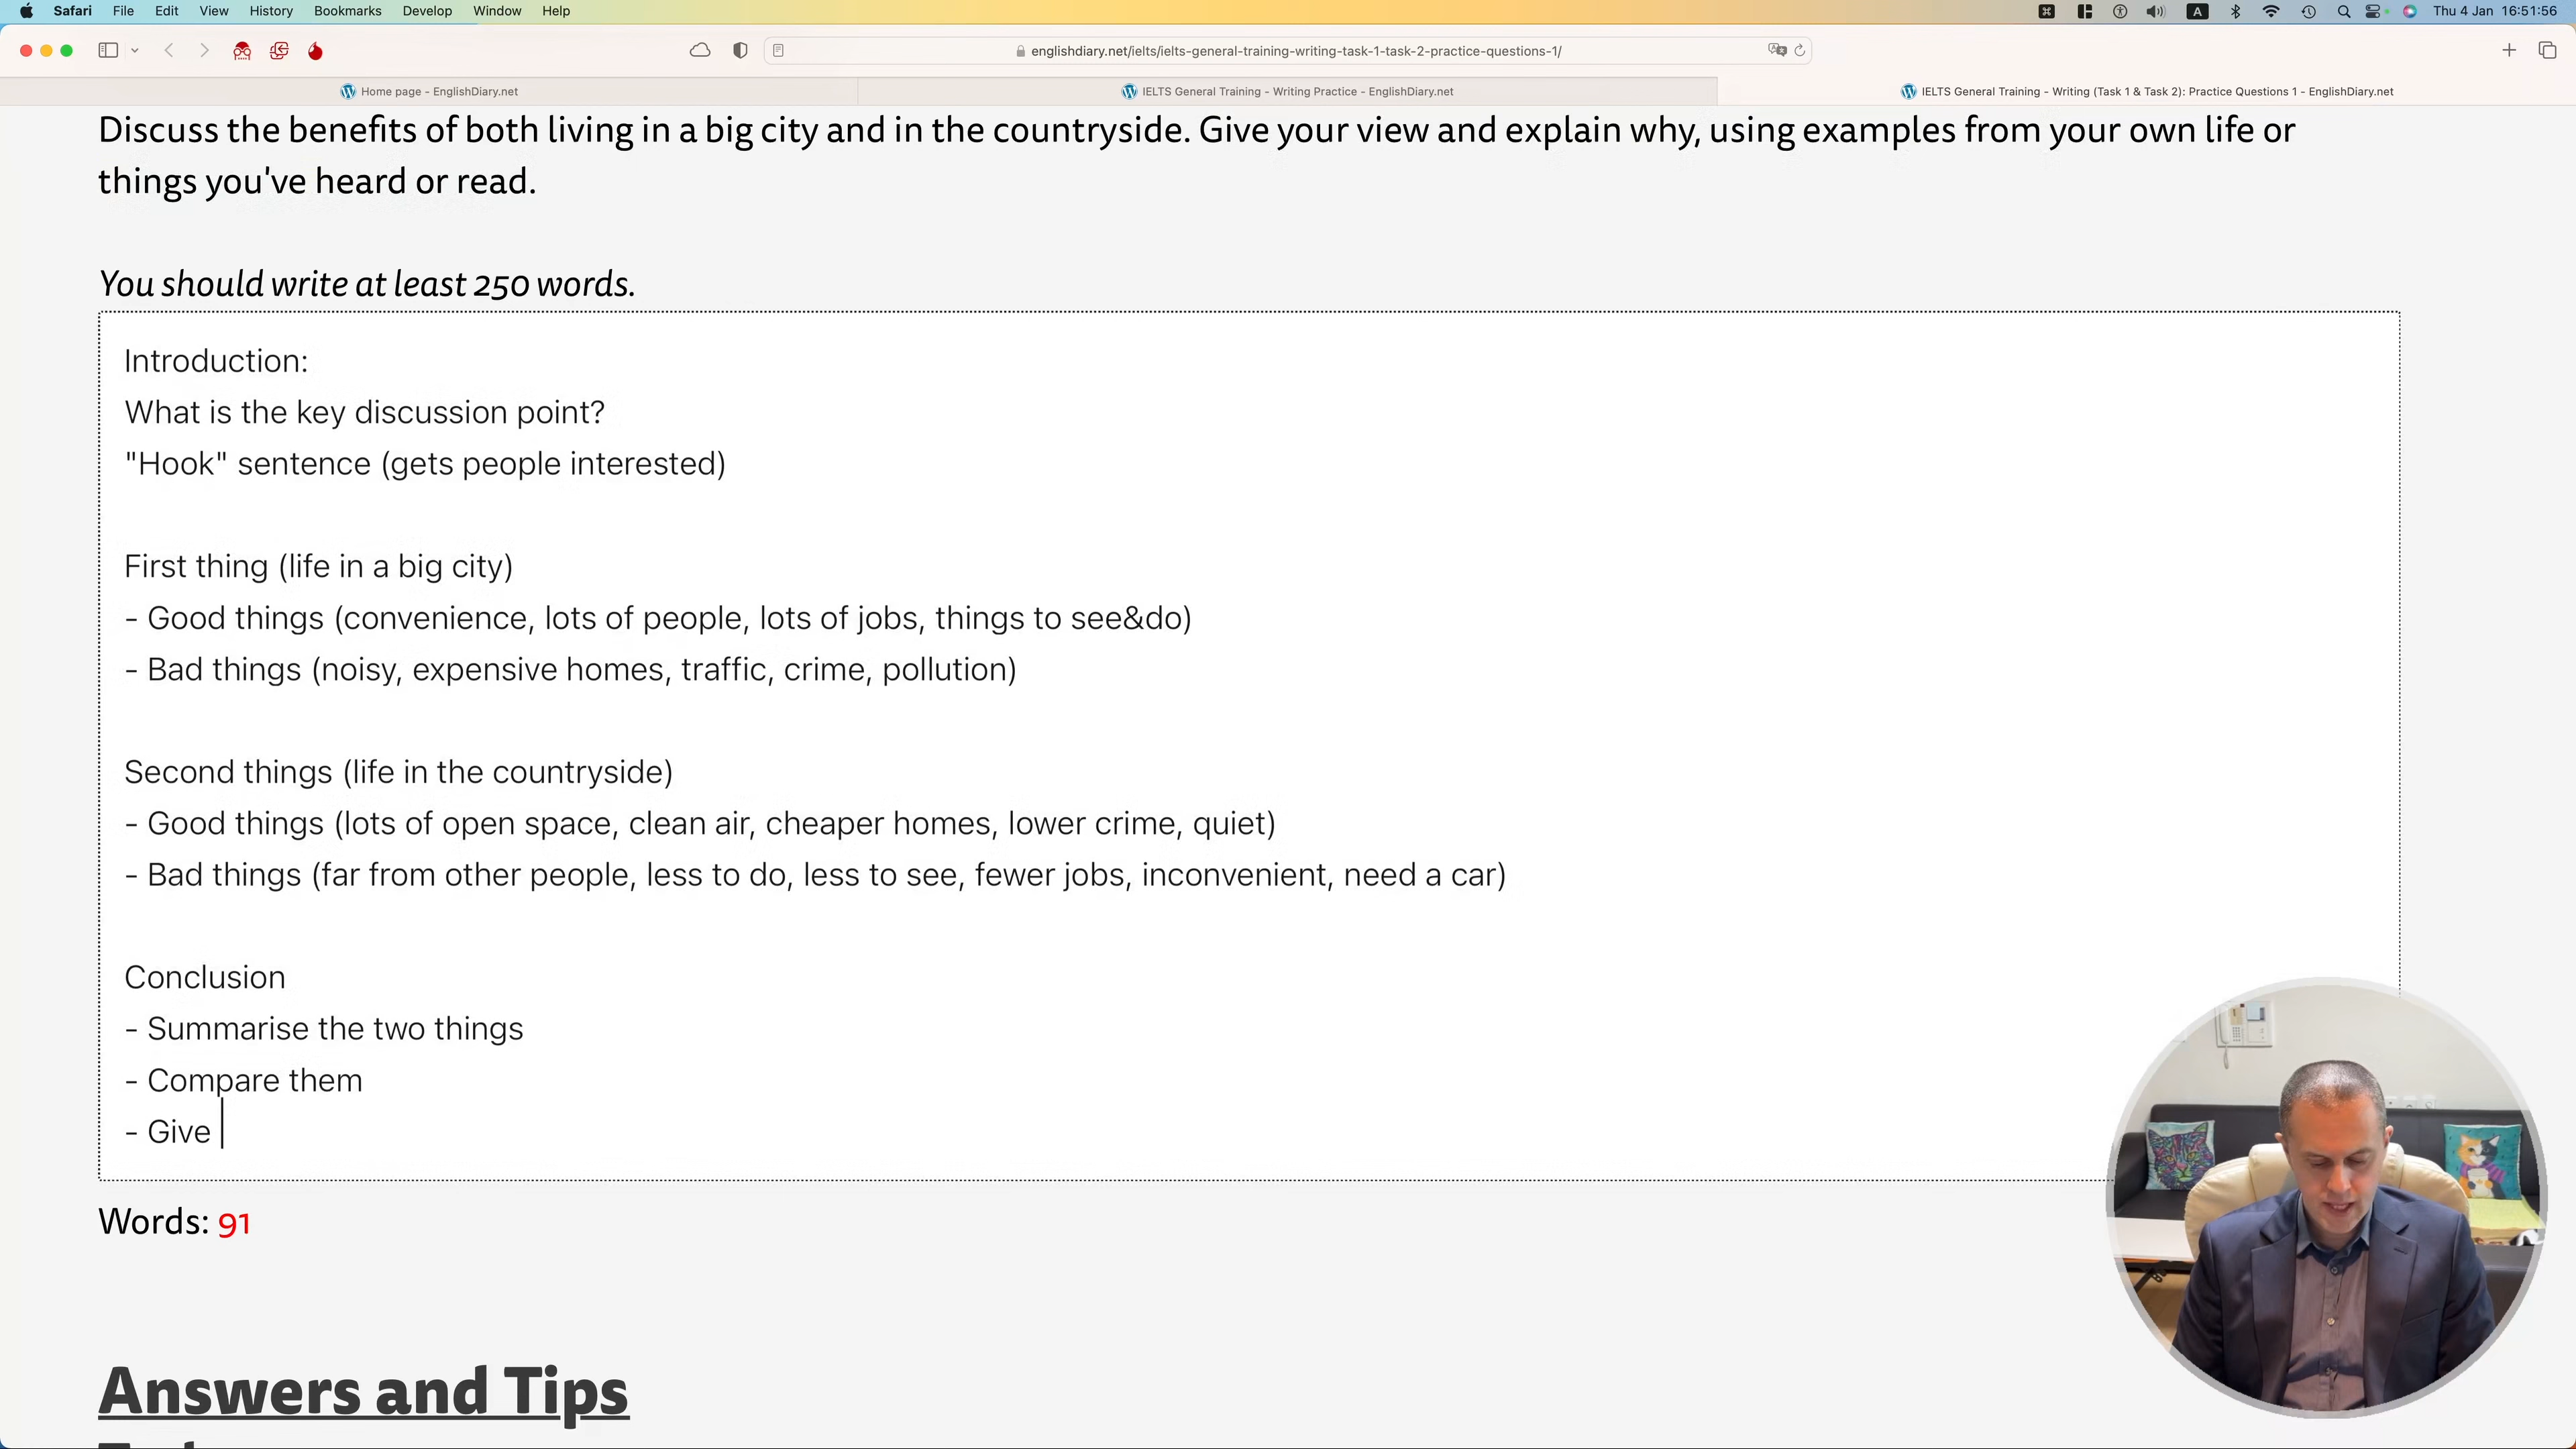 Safari File Edit View History Bookmarks Develop Window Help
A
Thu 4 Jan 16:51:56
englishdiary.net/ielts/ielts-general-training-writing-task-1-task-2-practice-questions-1/
Home page - EnglishDiary.net
IELTS General Training - Writing Practice - EnglishDiary.net
IELTS General Training - Writing (Task 1 & Task 2): Practice Questions 1 - EnglishDiary.net
Discuss the benefits of both living in a big city and in the countryside. Give your view and explain why, using examples from your own life or
things you've heard or read.
You should write at least 250 words.
Introduction:
What is the key discussion point?
"Hook" sentence (gets people interested)
First thing (life in a big city)
- Good things (convenience, lots of people, lots of jobs, things to see&do)
- Bad things (noisy, expensive homes, traffic, crime, pollution)
Second things (life in the countryside)
- Good things (lots of open space, clean air, cheaper homes, lower crime, quiet)
- Bad things (far from other people, less to do, less to see, fewer jobs, inconvenient, need a car)
Conclusion
- Summarise the two things
- Compare them
- Give
Words: 91
Answers and Tips